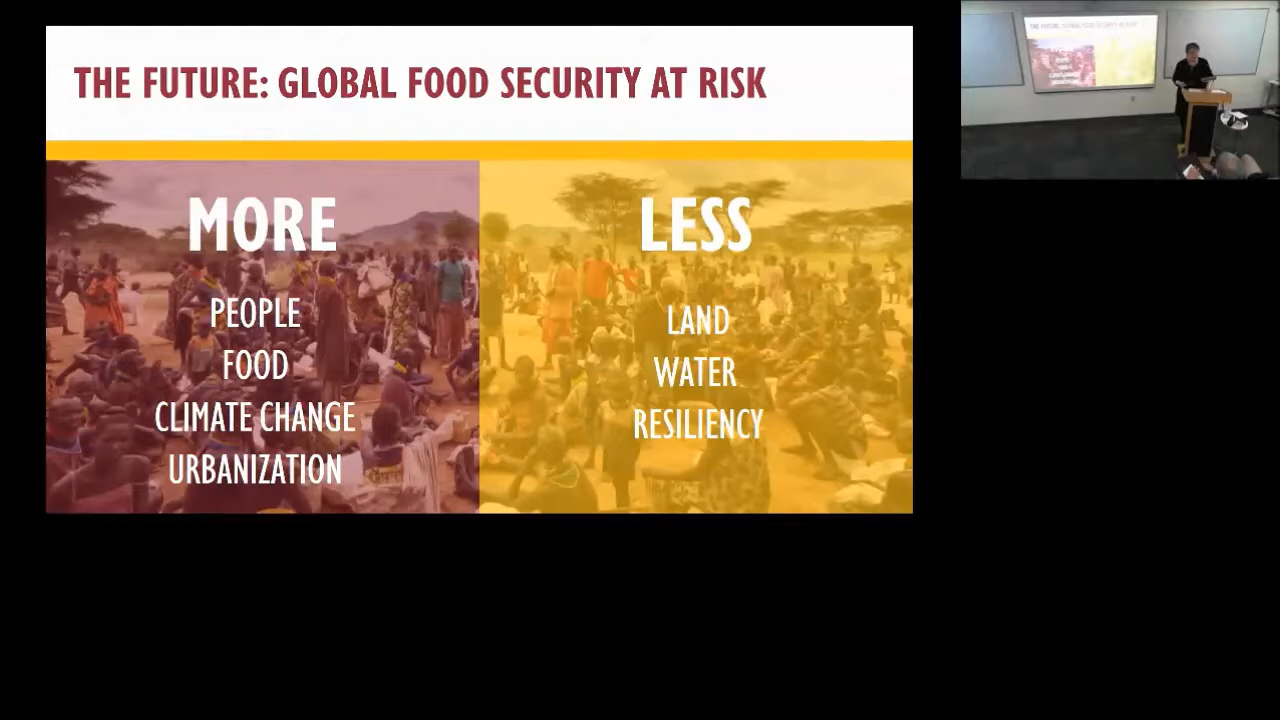 THE FUTURE: GLOBAL FOOD SECURITY AT RISK
MORE
PEOPLE
FOOD
CLIMATE CHANGE
URBANIZATION
LESS
LAND
WATER
RESILIENCY